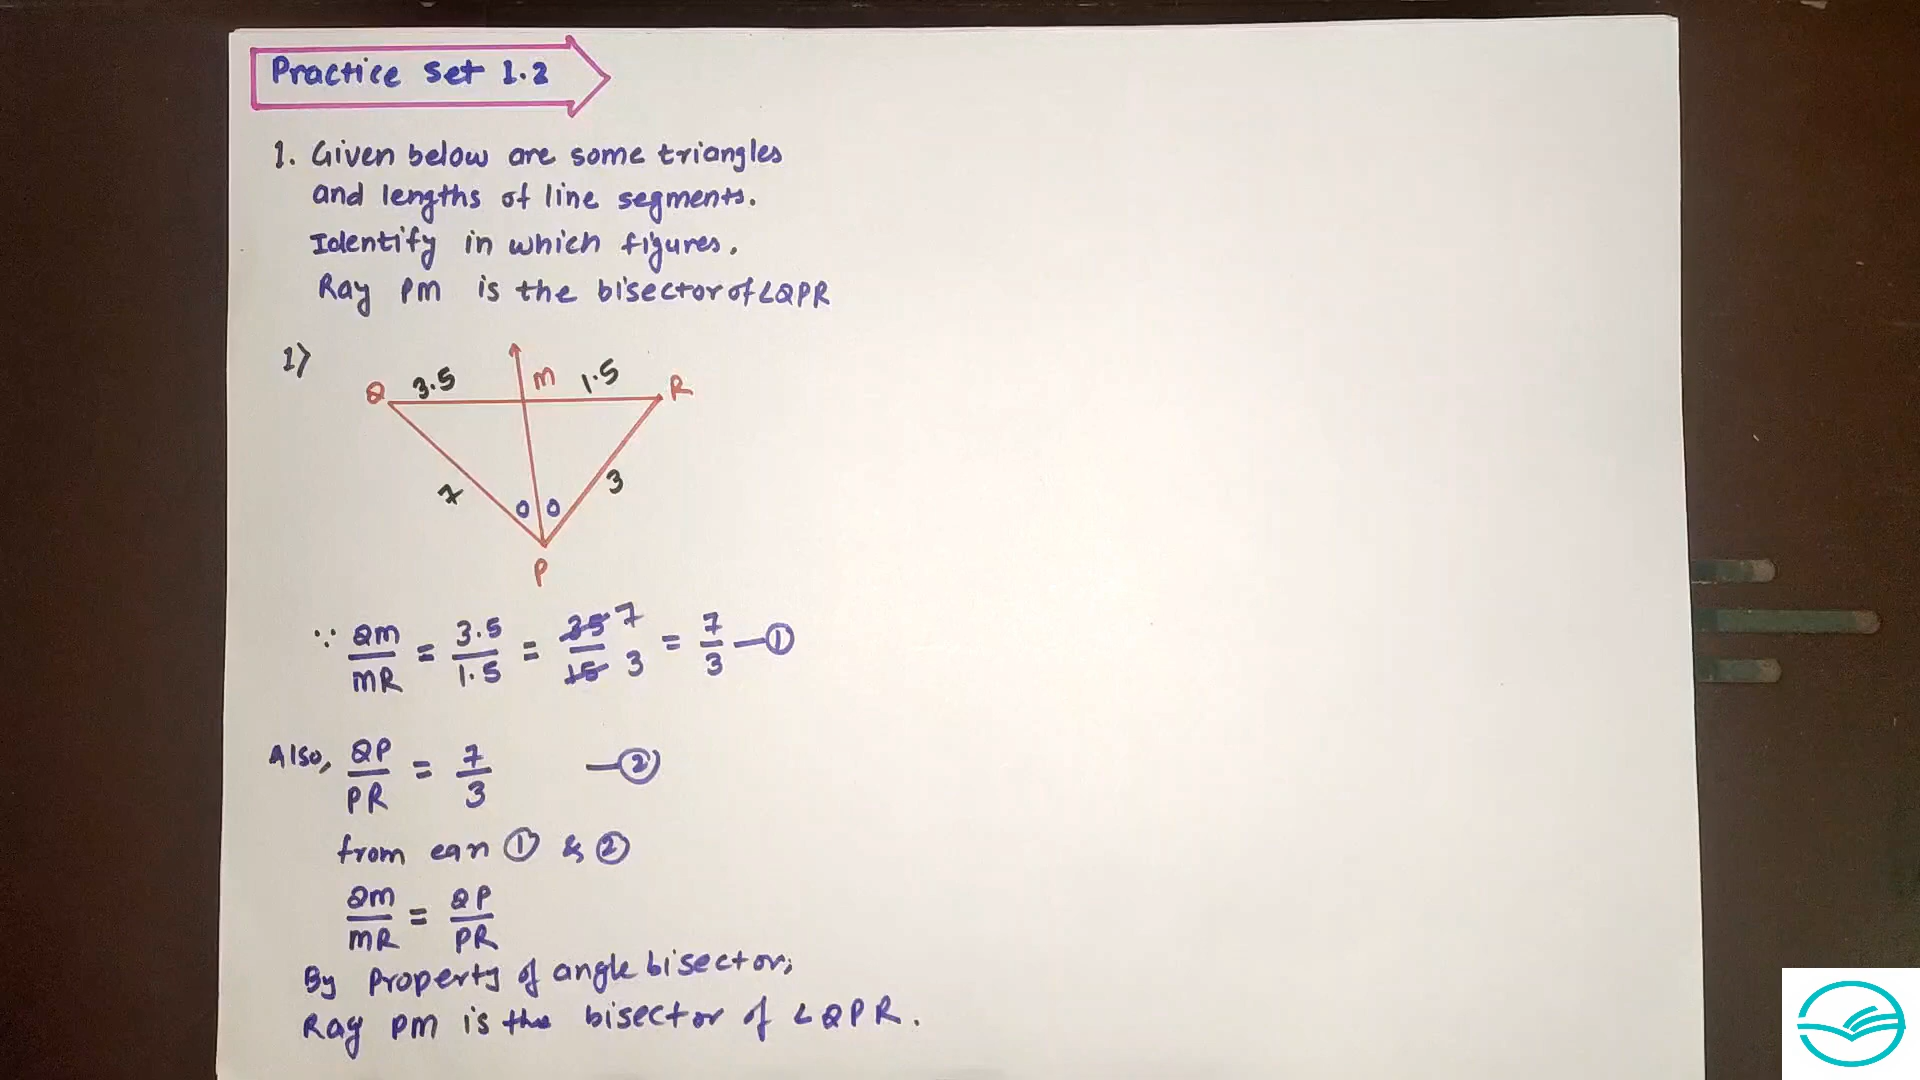 Practice Set 1.2
1. Given below are some triangles
and lengths of line segments.
Identify in which figures.
Ray PM is the bisector of ∠QPR
1)
Q 3.5 M 1.5 R
7 3
P
∵ QM/MR = 3.5/1.5 = 35/15 7/3 = 7/3 —①
Also, QP/PR = 7/3 —②
from eqn ① & ②
QM/MR = QP/PR
By Property of angle bisector,
Ray PM is the bisector of ∠QPR.